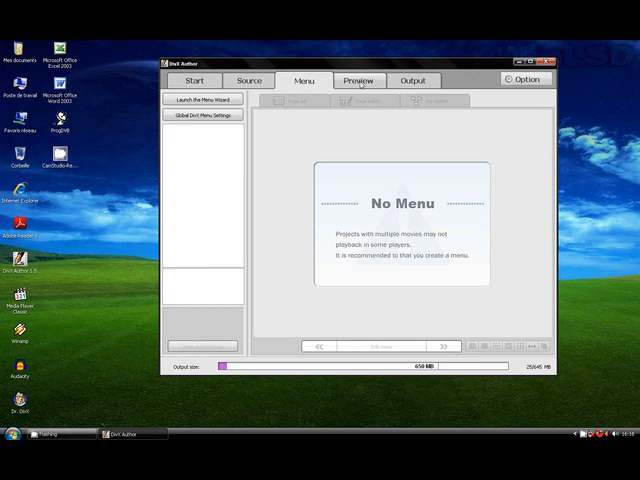 Mes documents
Microsoft Office
Excel 2003
Poste de travail
Microsoft Office
Word 2003
Favoris réseau
ProgDVB
Corbeille
CamStudio-Re...
Internet Explorer
Adobe Reader
DivX Author 1.5
Media Player
Classic
Winamp
Audacity
Dr. DivX
DivX Author
Start
Source
Menu
Preview
Output
Option
Launch the Menu Wizard
Global DivX Menu Settings
No Menu
Projects with multiple movies may not
playback in some players.
It is recommended to that you create a menu.
Edit menu
Output size:
650 MB
25/645 MB
Flashing
DivX Author
16:18